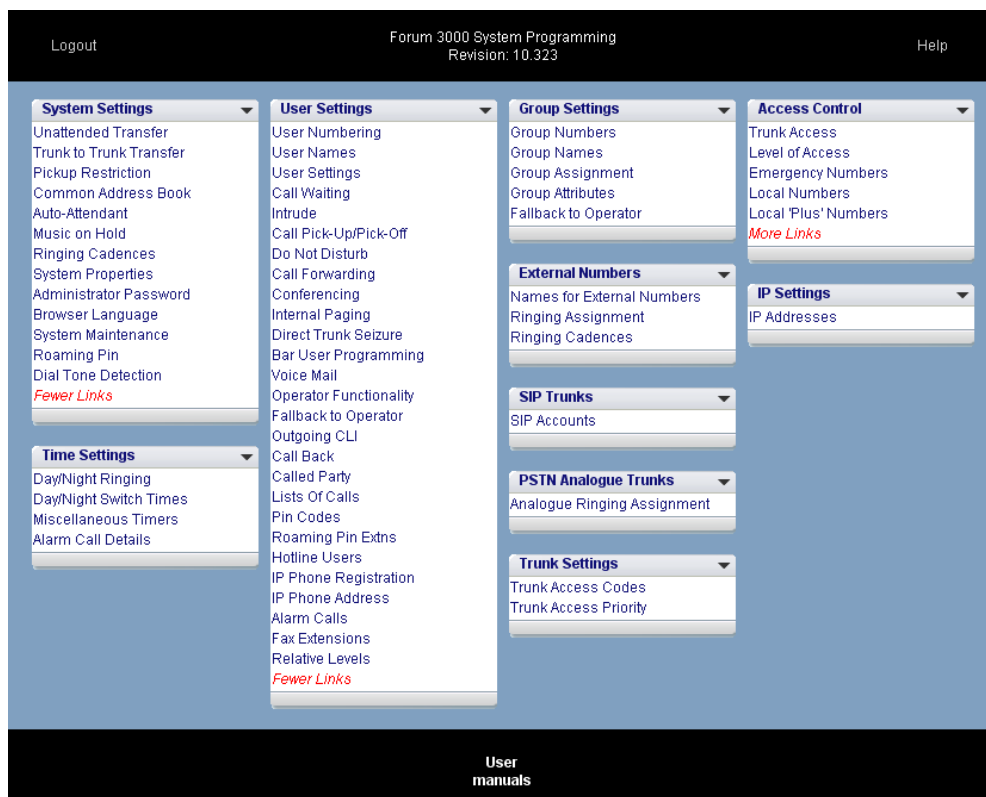 Logout
Forum 3000 System Programming
Revision: 10.323
Help
System Settings
Unattended Transfer
Trunk to Trunk Transfer
Pickup Restriction
Common Address Book
Auto-Attendant
Music on Hold
Ringing Cadences
System Properties
Administrator Password
Browser Language
System Maintenance
Roaming Pin
Dial Tone Detection
Fewer Links
Time Settings
Day/Night Ringing
Day/Night Switch Times
Miscellaneous Timers
Alarm Call Details
User Settings
User Numbering
User Names
User Settings
Call Waiting
Intrude
Call Pick-Up/Pick-Off
Do Not Disturb
Call Forwarding
Conferencing
Internal Paging
Direct Trunk Seizure
Bar User Programming
Voice Mail
Operator Functionality
Fallback to Operator
Outgoing CLI
Call Back
Called Party
Lists Of Calls
Pin Codes
Roaming Pin Extns
Hotline Users
IP Phone Registration
IP Phone Address
Alarm Calls
Fax Extensions
Relative Levels
Fewer Links
Group Settings
Group Numbers
Group Names
Group Assignment
Group Attributes
Fallback to Operator
External Numbers
Names for External Numbers
Ringing Assignment
Ringing Cadences
SIP Trunks
SIP Accounts
PSTN Analogue Trunks
Analogue Ringing Assignment
Trunk Settings
Trunk Access Codes
Trunk Access Priority
Access Control
Trunk Access
Level of Access
Emergency Numbers
Local Numbers
Local 'Plus' Numbers
More Links
IP Settings
IP Addresses
User
manuals